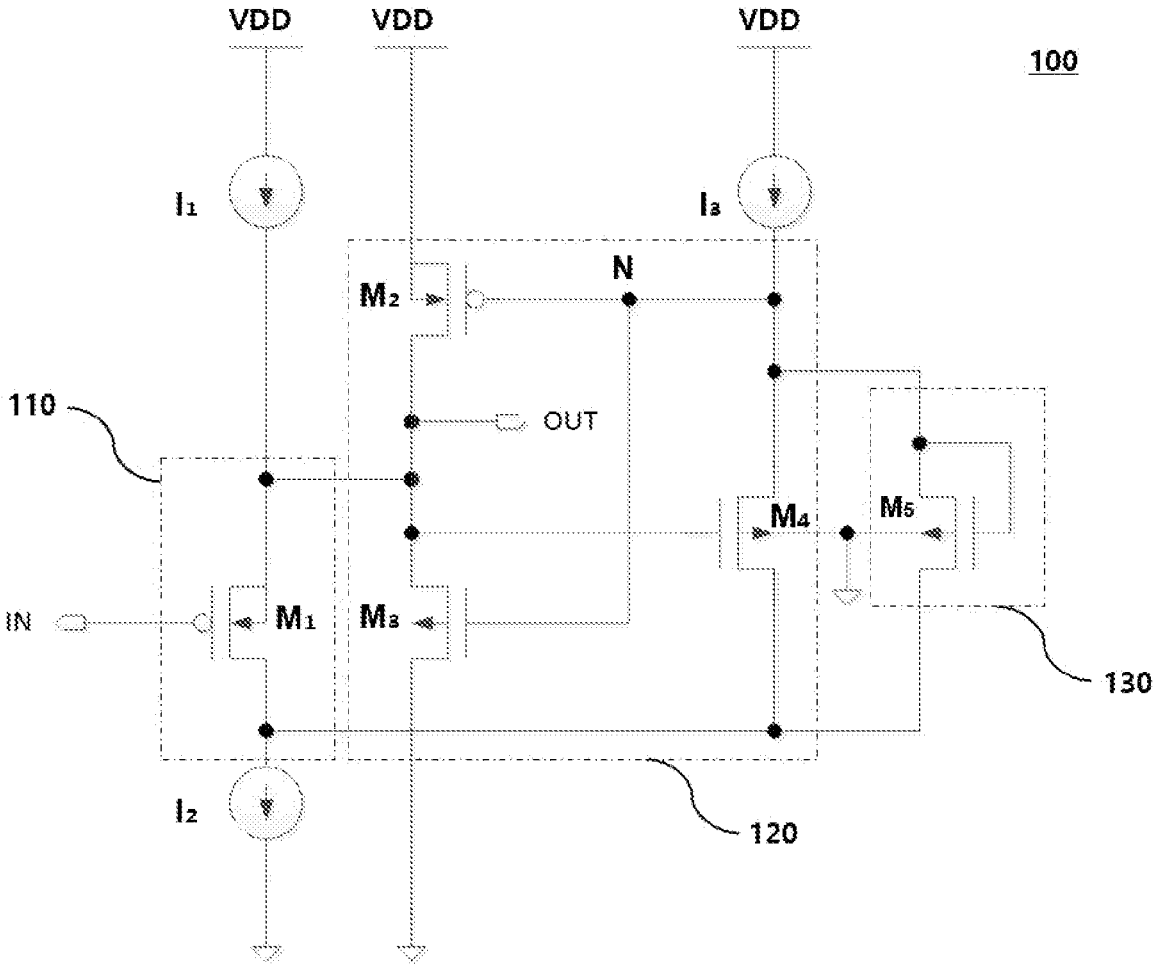 VDD VDD VDD
100
I₁ I₃
N
M₂
110
OUT
M₄ M₅
IN M₁ M₃
130
I₂
120